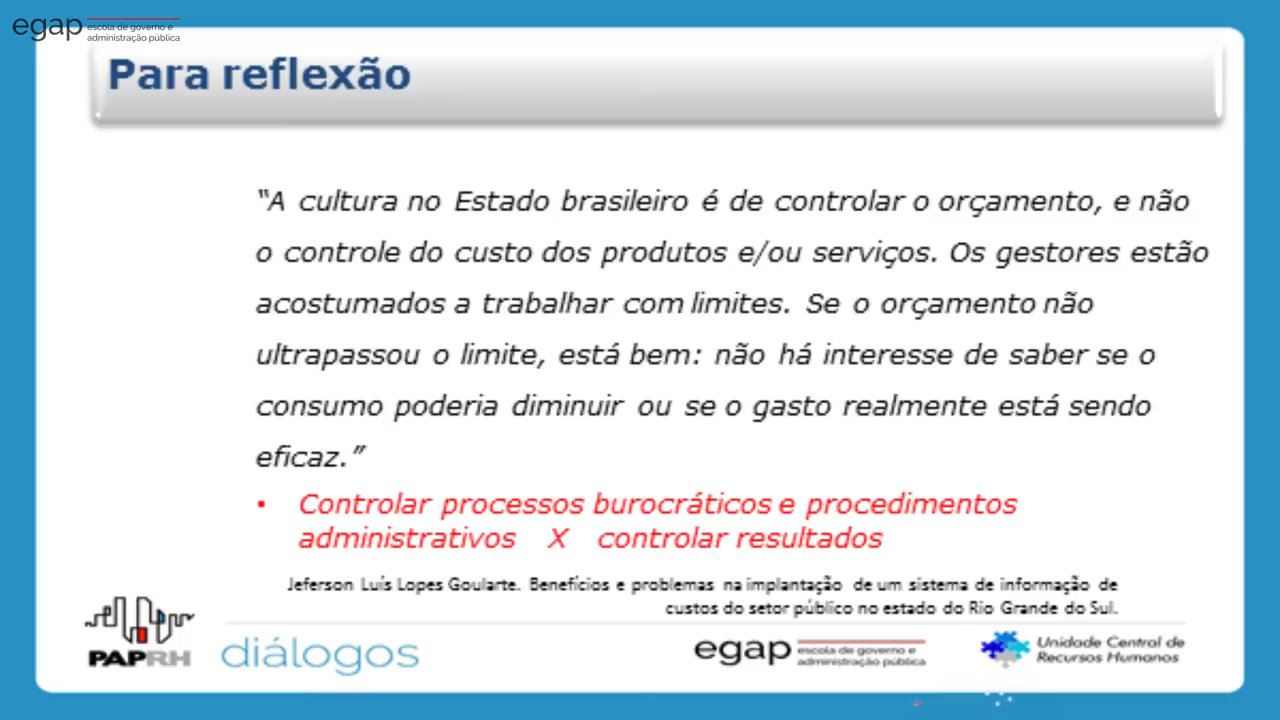 egap escola de governo e
administração pública
Para reflexão
“A cultura no Estado brasileiro é de controlar o orçamento, e não
o controle do custo dos produtos e/ou serviços. Os gestores estão
acostumados a trabalhar com limites. Se o orçamento não
ultrapassou o limite, está bem: não há interesse de saber se o
consumo poderia diminuir ou se o gasto realmente está sendo
eficaz.”
• Controlar processos burocráticos e procedimentos
administrativos X controlar resultados
Jeferson Luís Lopes Goularte. Benefícios e problemas na implantação de um sistema de informação de
custos do setor público no estado do Rio Grande do Sul.
PAPRH
diálogos
egap escola de governo e
administração pública
Unidade Central de
Recursos Humanos